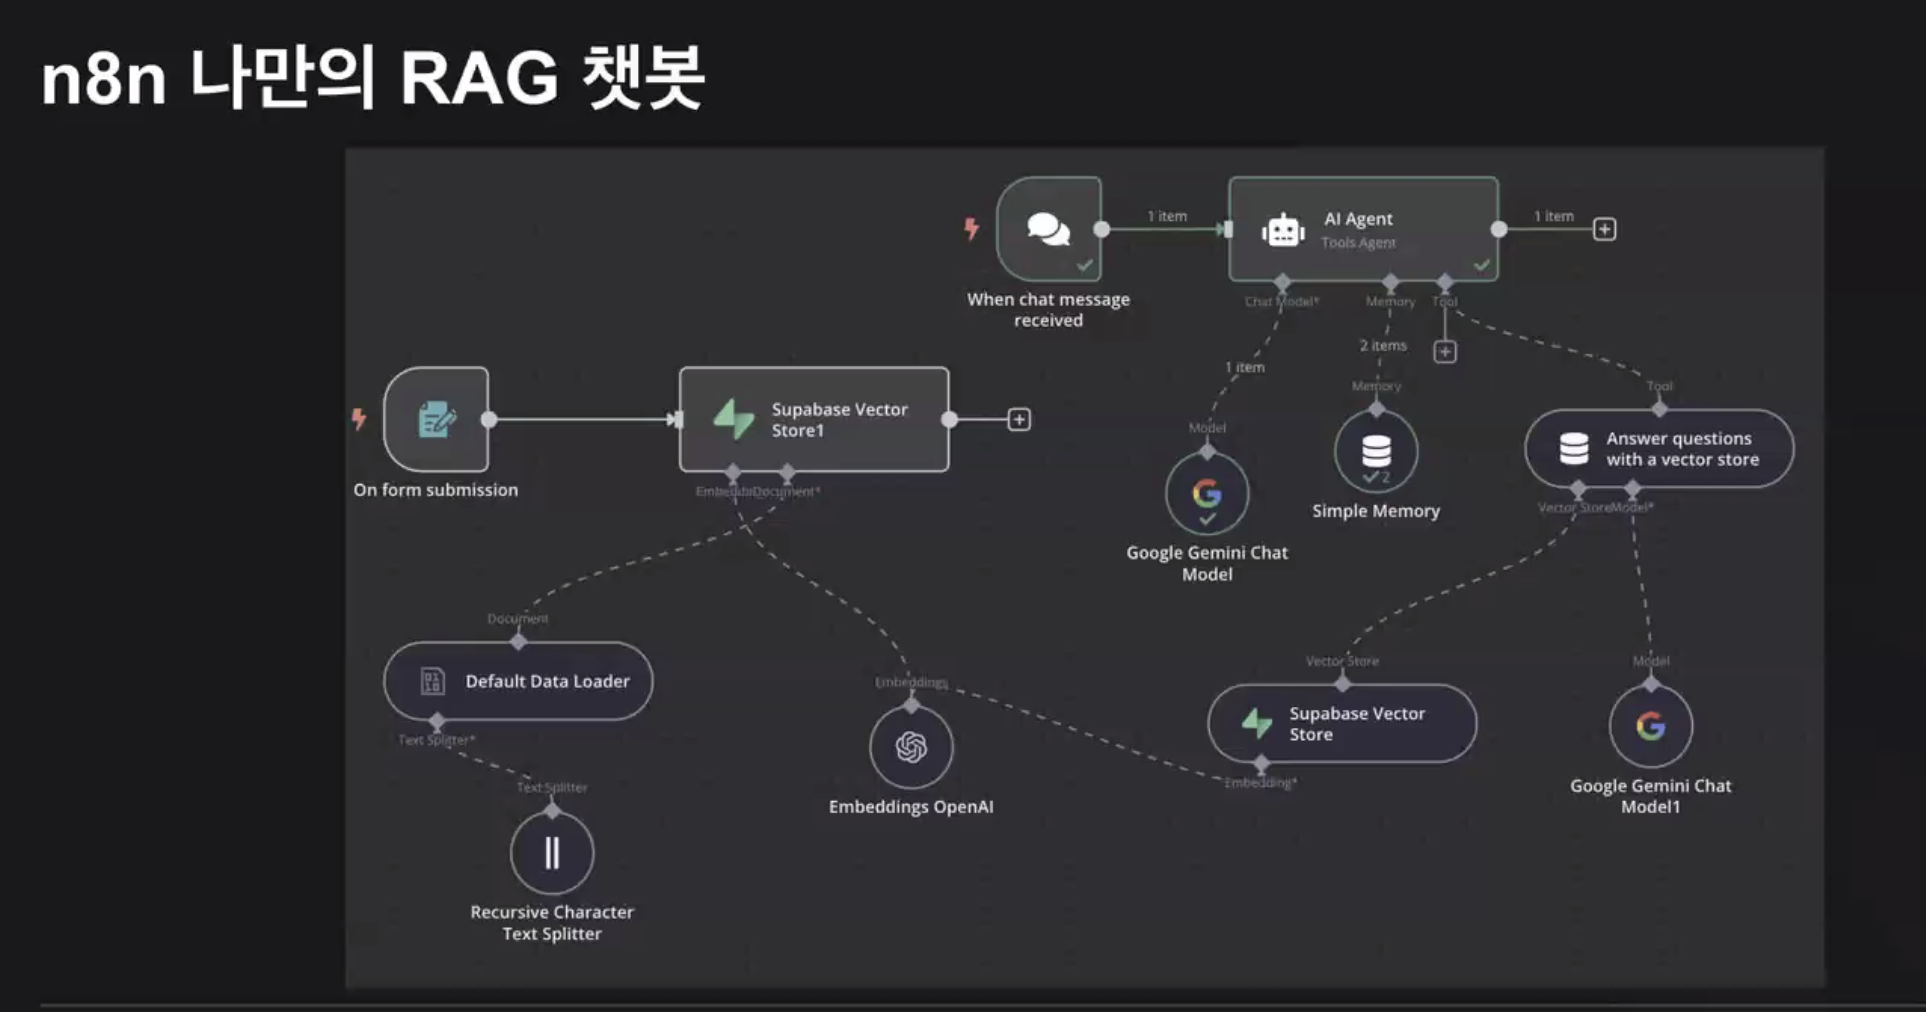 n8n 나만의 RAG 챗봇
1 item
AI Agent
Tools Agent
1 item
When chat message
received
Chat Model*
Memory
Tool
2 items
1 item
Memory
Tool
Model
Supabase Vector
Store1
Answer questions
with a vector store
2
On form submission
Document*
Simple Memory
Vector Store
Model*
Google Gemini Chat
Model
Document
Default Data Loader
Embeddings
Vector Store
Model
Supabase Vector
Store
Text Splitter*
Embedding*
Text Splitter
Embeddings OpenAI
Google Gemini Chat
Model1
Recursive Character
Text Splitter